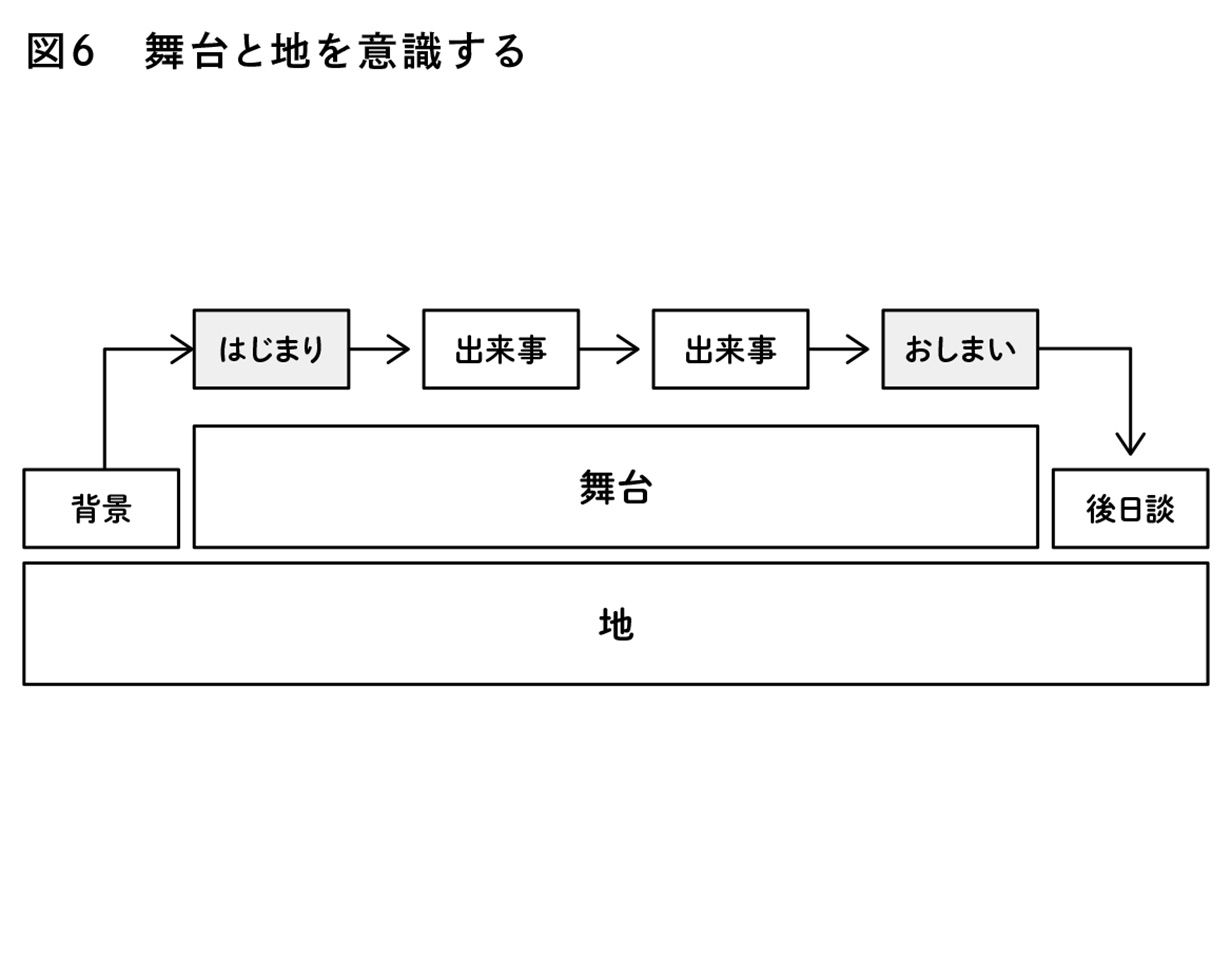 図6　舞台と地を意識する
はじまり
出来事
出来事
おしまい
舞台
背景
後日談
地